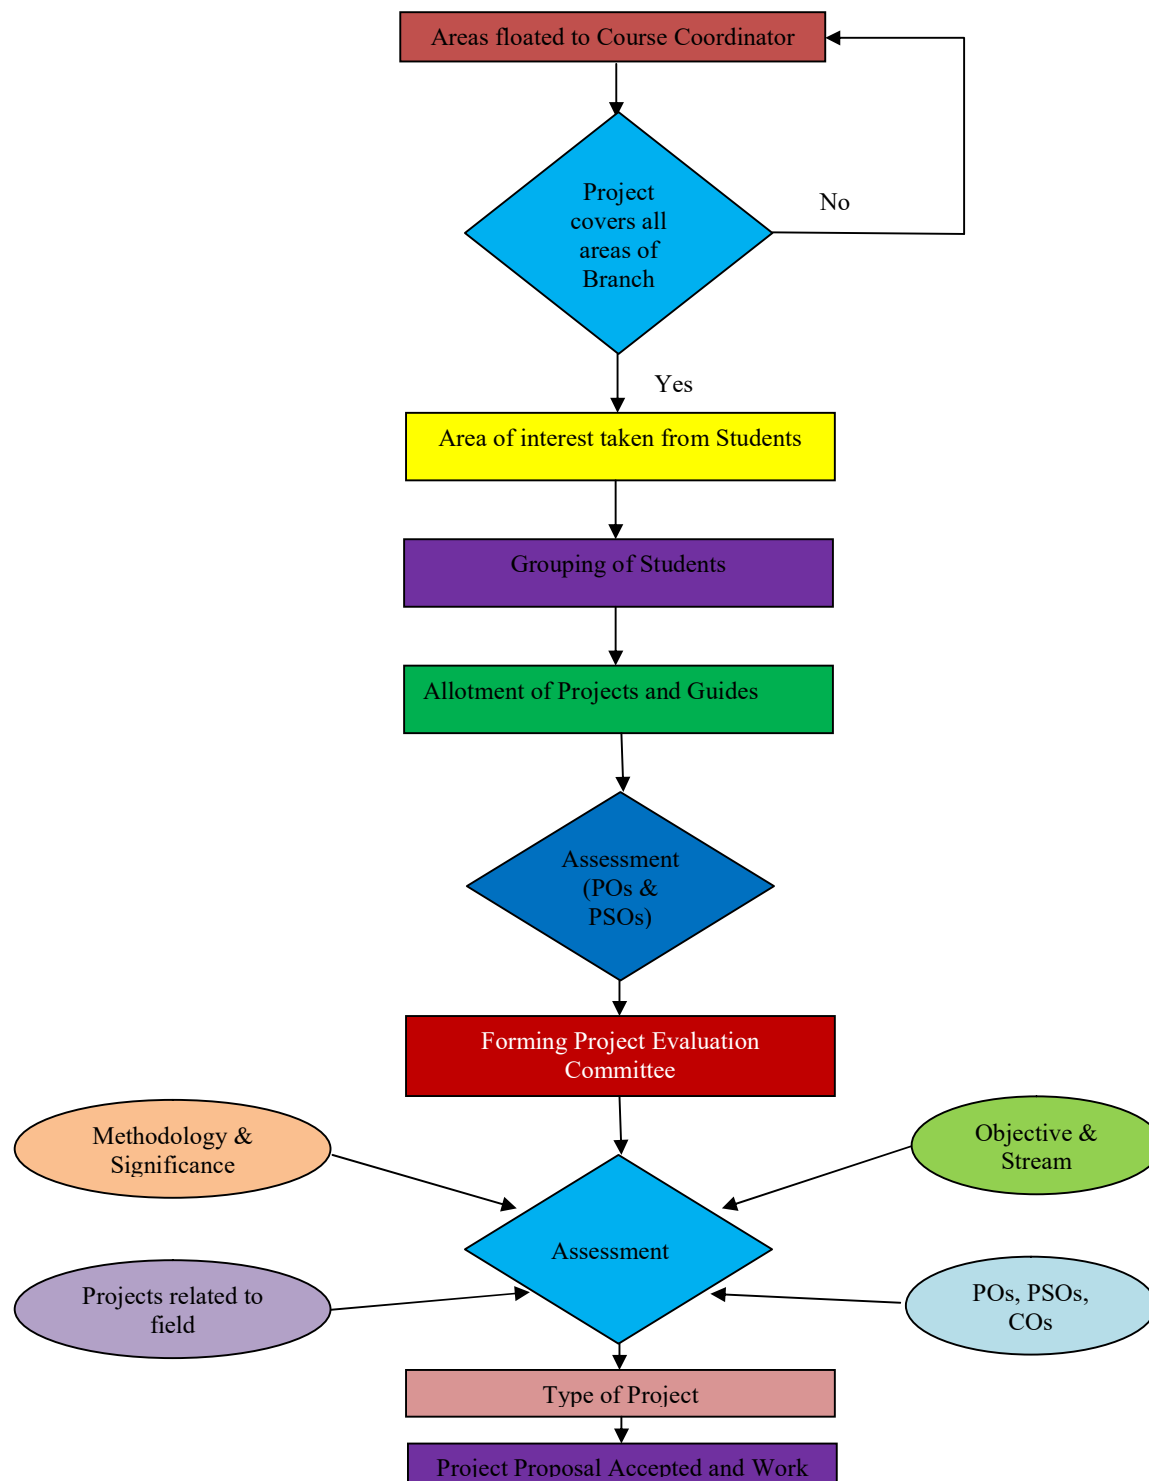 Areas floated to Course Coordinator
Project
covers all
areas of
Branch
No
Yes
Area of interest taken from Students
Grouping of Students
Allotment of Projects and Guides
Assessment
(POs &
PSOs)
Forming Project Evaluation
Committee
Methodology &
Significance
Objective &
Stream
Assessment
Projects related to
field
POs, PSOs,
COs
Type of Project
Project Proposal Accepted and Work